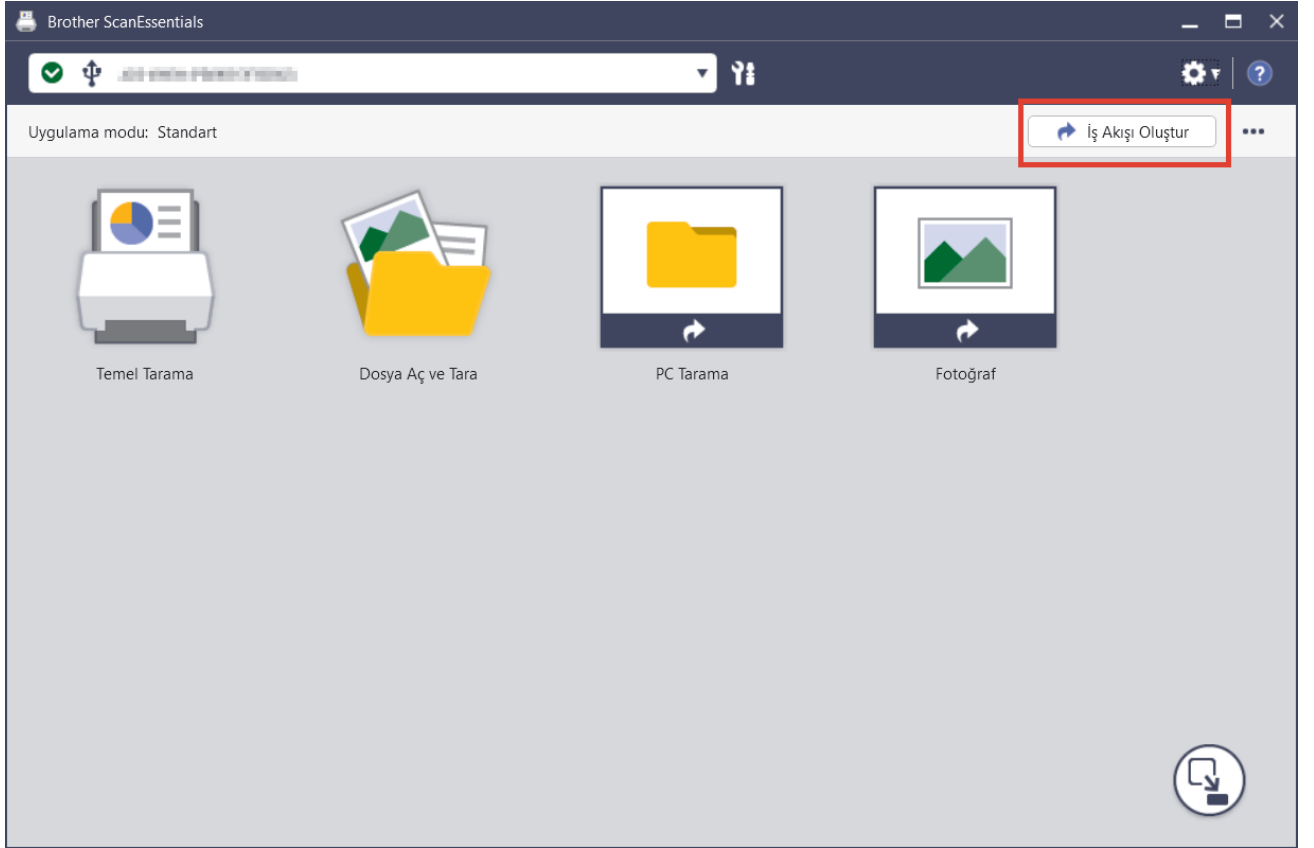 Brother ScanEssentials
Uygulama modu: Standart
İş Akışı Oluştur
Temel Tarama
Dosya Aç ve Tara
PC Tarama
Fotoğraf